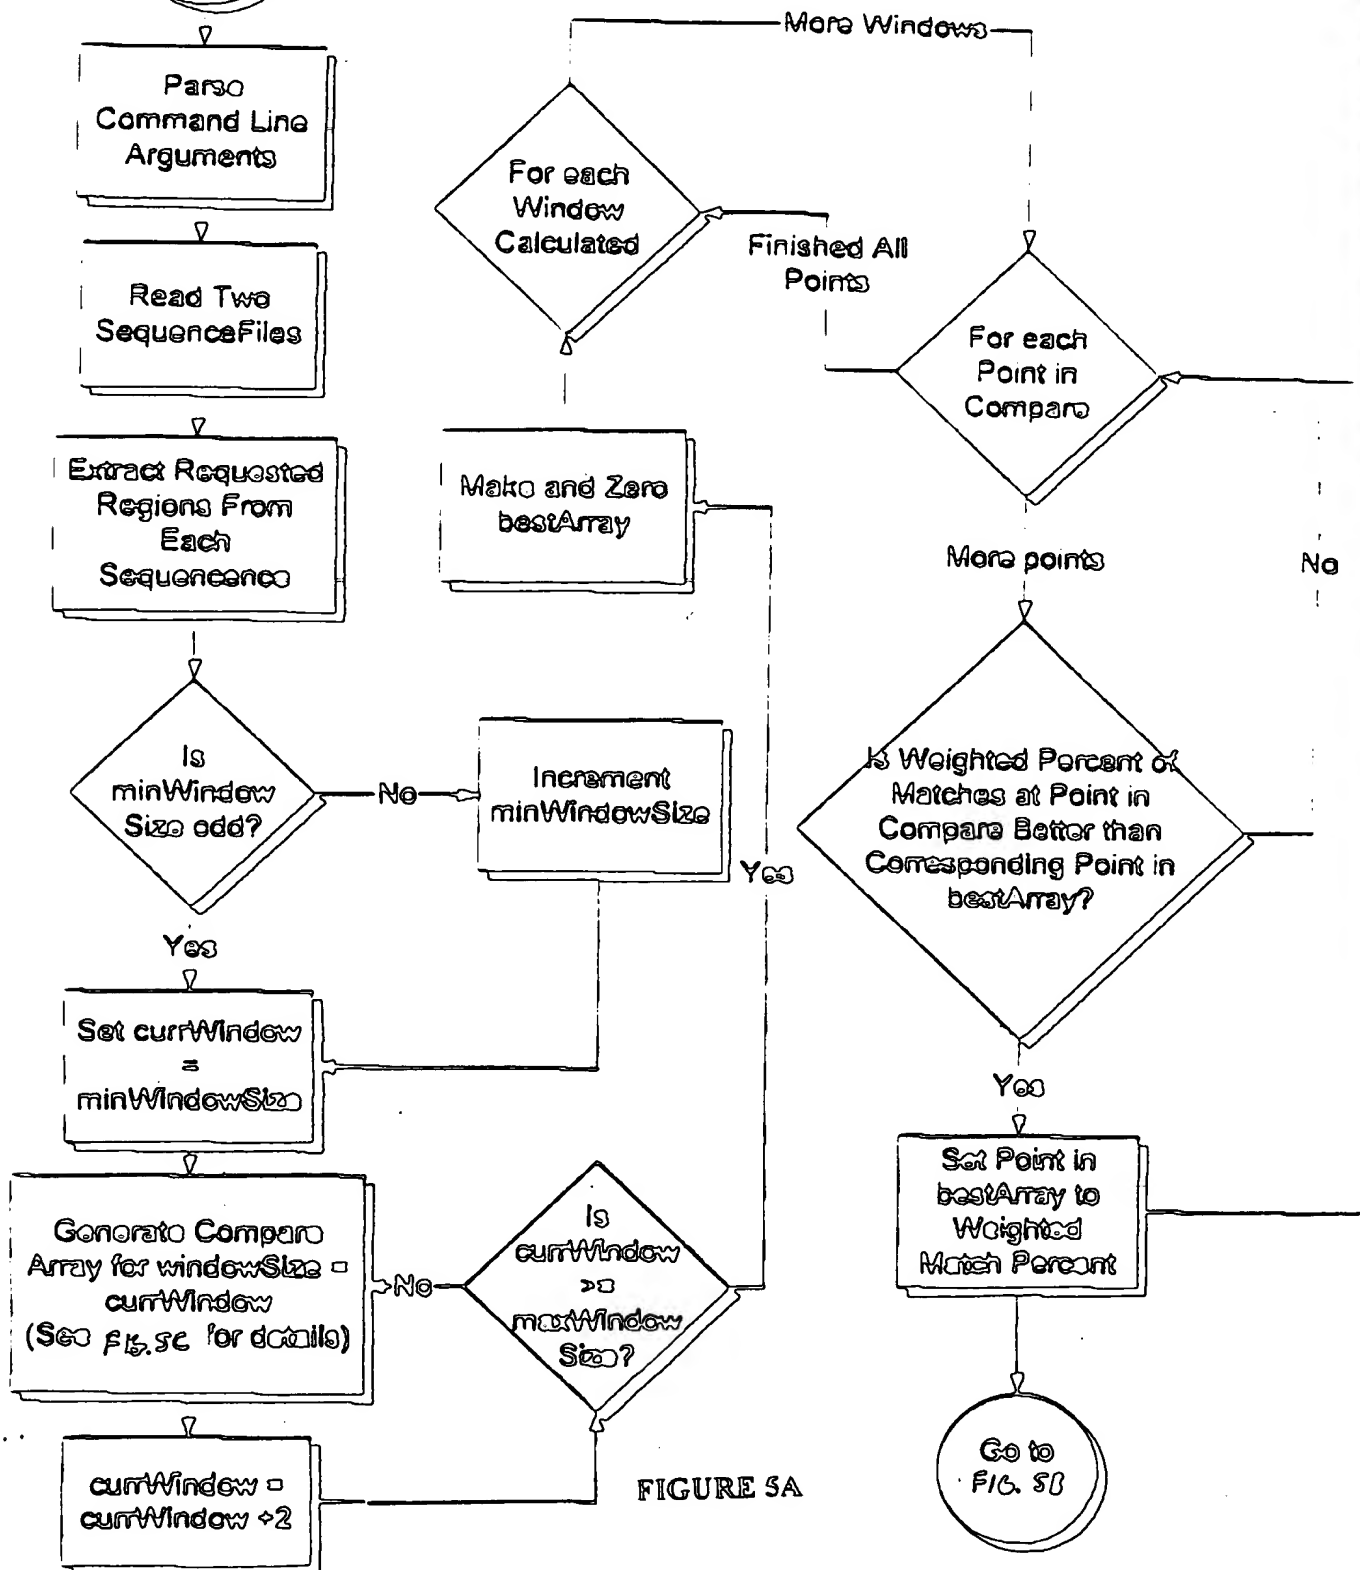 Parse
Command Line
Arguments
Read Two
SequenceFiles
Extract Requested
Regions From
Each
Sequencence
Is
minWindow
Size odd?
No
Increment
minWindowSize
Yes
Set currWindow
=
minWindowSize
Generate Compare
Array for windowSize =
currWindow
(See FIG. 5C for details)
currWindow =
currWindow +2
Is
currWindow
>=
maxWindow
Size?
No
Yes
Make and Zero
bestArray
For each
Window
Calculated
More Windows
Finished All
Points
For each
Point in
Compare
More points
No
Is Weighted Percent of
Matches at Point in
Compare Better than
Corresponding Point in
bestArray?
Yes
Set Point in
bestArray to
Weighted
Match Percent
Go to
FIG. 5B
FIGURE 5A